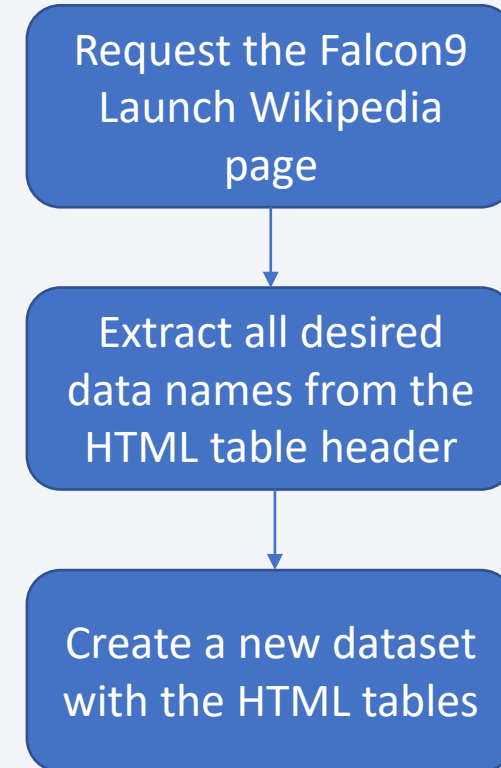 Request the Falcon9
Launch Wikipedia
page
Extract all desired
data names from the
HTML table header
Create a new dataset
with the HTML tables